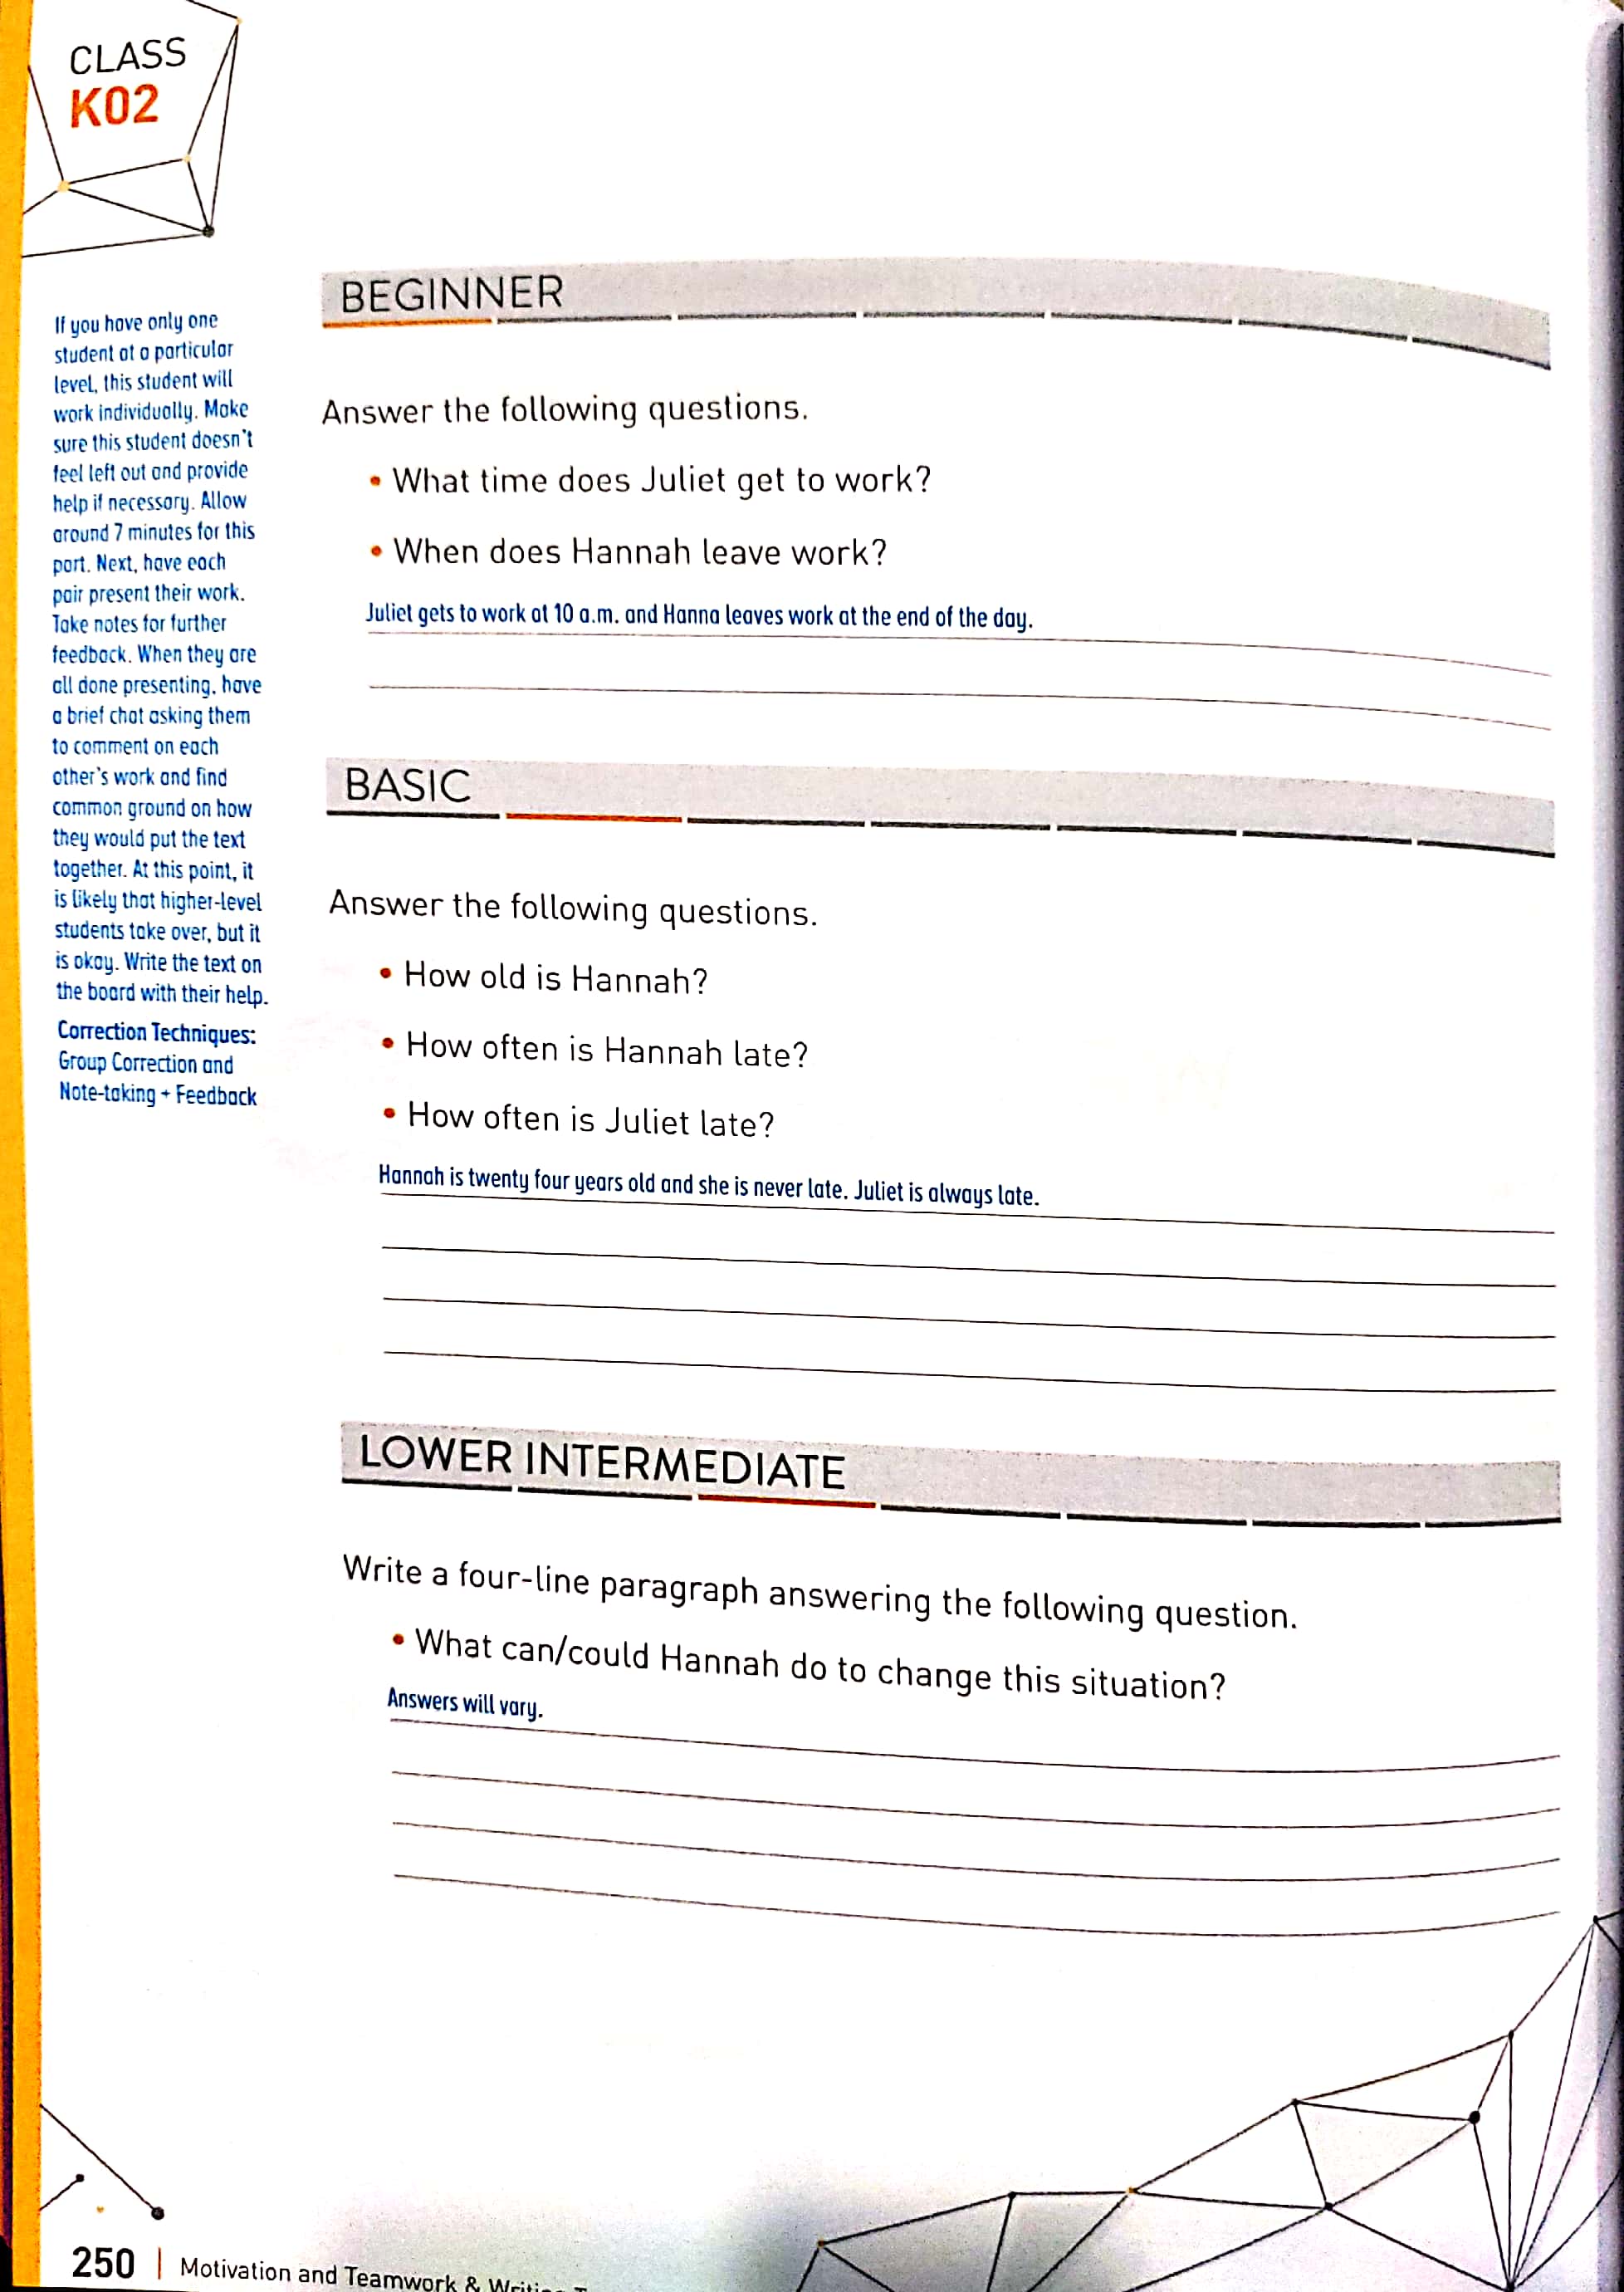 CLASS
K02
If you have only one
student at a particular
level, this student will
work individually. Make
sure this student doesn't
feel left out and provide
help if necessary. Allow
around 7 minutes for this
part. Next, have each
pair present their work.
Take notes for further
feedback. When they are
all done presenting, have
a brief chat asking them
to comment on each
other's work and find
common ground on how
they would put the text
together. At this point, it
is likely that higher-level
students take over, but it
is okay. Write the text on
the board with their help.
Correction Techniques:
Group Correction and
Note-taking + Feedback
BEGINNER
Answer the following questions.
• What time does Juliet get to work?
• When does Hannah leave work?
Juliet gets to work at 10 a.m. and Hanna leaves work at the end of the day.
BASIC
Answer the following questions.
• How old is Hannah?
• How often is Hannah late?
• How often is Juliet late?
Hannah is twenty four years old and she is never late. Juliet is always late.
LOWER INTERMEDIATE
Write a four-line paragraph answering the following question.
• What can/could Hannah do to change this situation?
Answers will vary.
250 | Motivation and Teamwork &